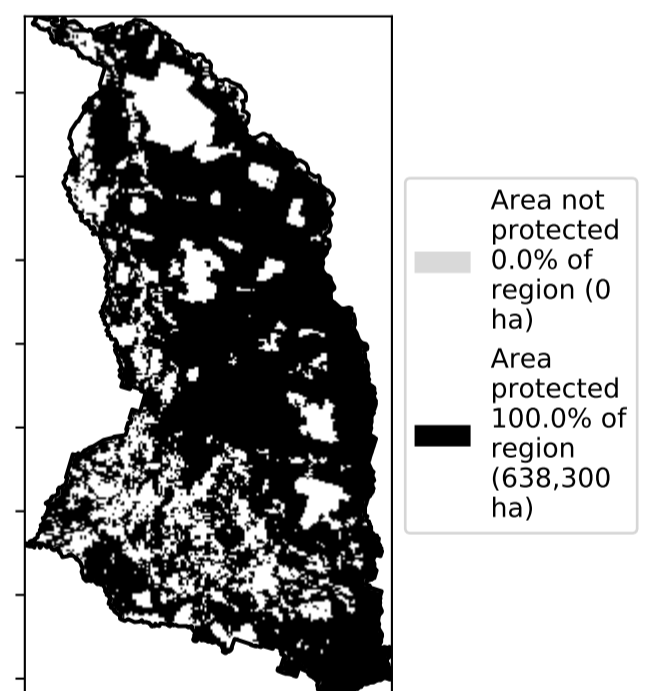 Area not
protected
0.0% of
region (0
ha)
Area
protected
100.0% of
region
(638,300
ha)